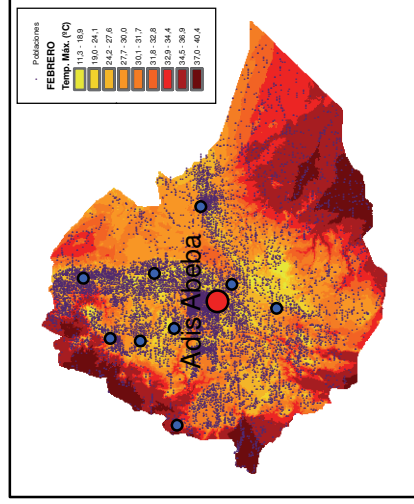 Poblaciones
FEBRERO
Temp. Máx. (ºC)
11,3 - 18,9
19,0 - 24,1
24,2 - 27,6
27,7 - 30,0
30,1 - 31,7
31,8 - 32,8
32,9 - 34,4
34,5 - 36,9
37,0 - 40,4
Adis Abeba